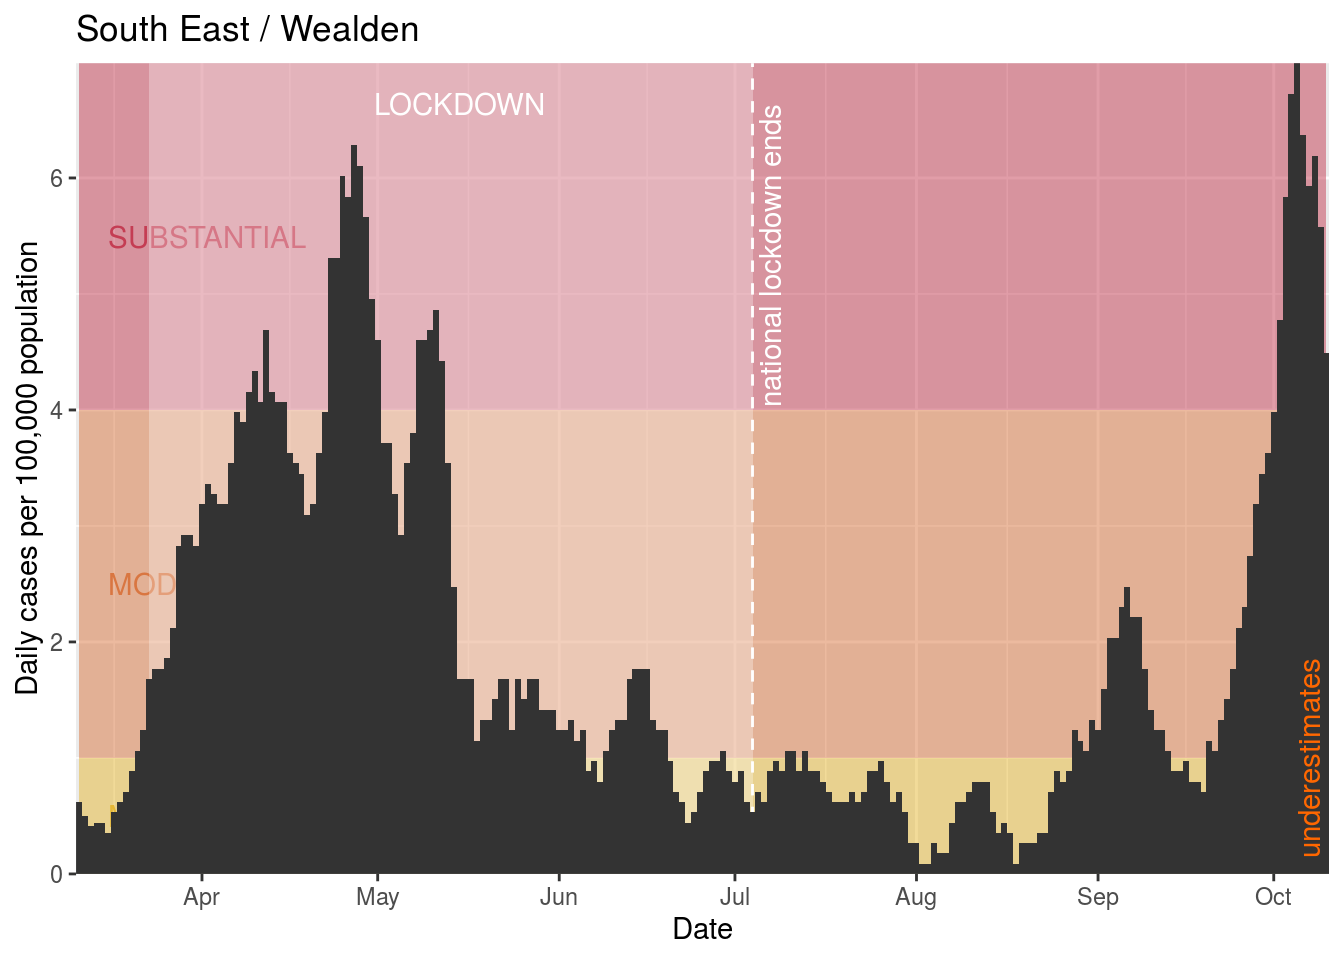 South East / Wealden
LOCKDOWN
SUBSTANTIAL
MOD
national lockdown ends
underestimates
Daily cases per 100,000 population
6
4
2
0
Apr May Jun Jul Aug Sep Oct
Date